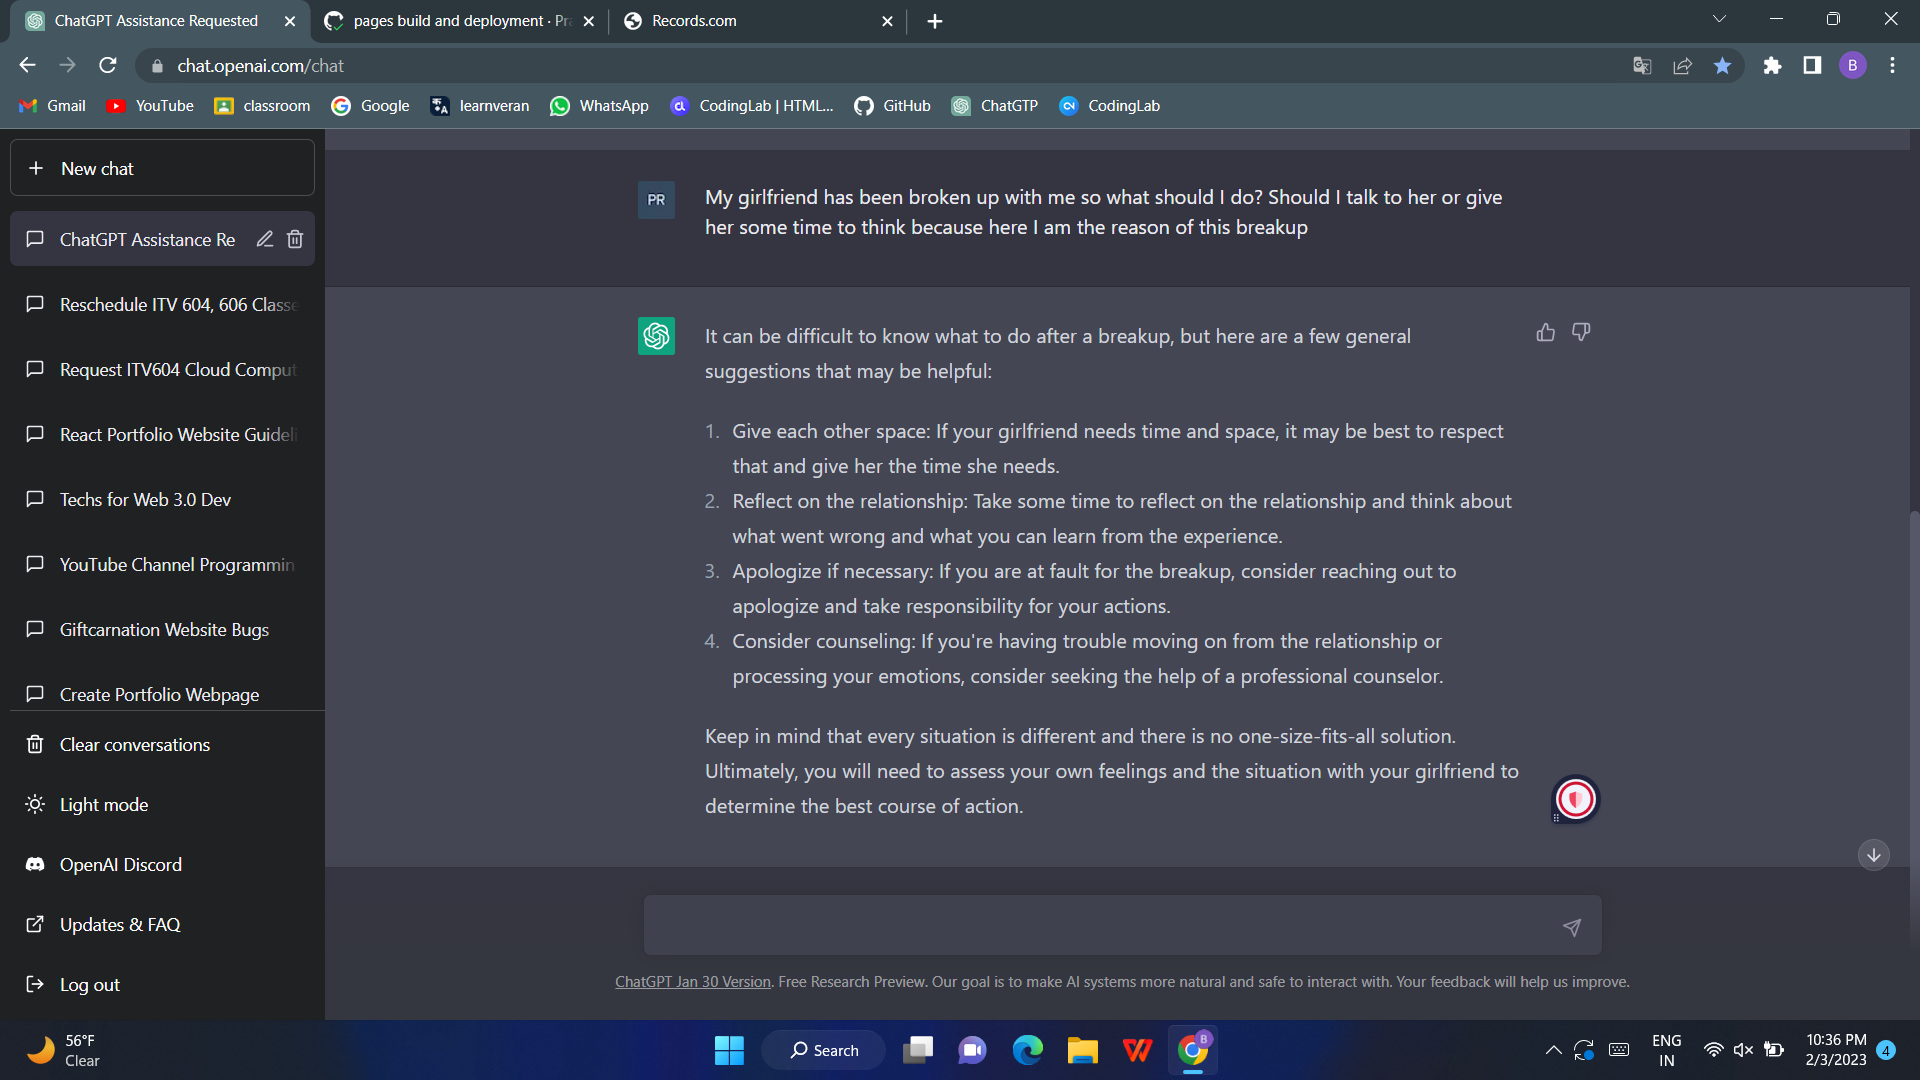 ChatGPT Assistance Requested
pages build and deployment · Pra
Records.com
chat.openai.com/chat
B
Gmail
YouTube
classroom
Google
learnveran
WhatsApp
CodingLab | HTML...
GitHub
ChatGTP
CodingLab
New chat
ChatGPT Assistance Re
Reschedule ITV 604, 606 Classe
Request ITV604 Cloud Comput
React Portfolio Website Guideli
Techs for Web 3.0 Dev
YouTube Channel Programmin
Giftcarnation Website Bugs
Create Portfolio Webpage
Clear conversations
Light mode
OpenAI Discord
Updates & FAQ
Log out
PR
My girlfriend has been broken up with me so what should I do? Should I talk to her or give
her some time to think because here I am the reason of this breakup
It can be difficult to know what to do after a breakup, but here are a few general
suggestions that may be helpful:
1. Give each other space: If your girlfriend needs time and space, it may be best to respect
that and give her the time she needs.
2. Reflect on the relationship: Take some time to reflect on the relationship and think about
what went wrong and what you can learn from the experience.
3. Apologize if necessary: If you are at fault for the breakup, consider reaching out to
apologize and take responsibility for your actions.
4. Consider counseling: If you're having trouble moving on from the relationship or
processing your emotions, consider seeking the help of a professional counselor.
Keep in mind that every situation is different and there is no one-size-fits-all solution.
Ultimately, you will need to assess your own feelings and the situation with your girlfriend to
determine the best course of action.
ChatGPT Jan 30 Version. Free Research Preview. Our goal is to make AI systems more natural and safe to interact with. Your feedback will help us improve.
56°F
Clear
Search
B
ENG
IN
10:36 PM
2/3/2023
4